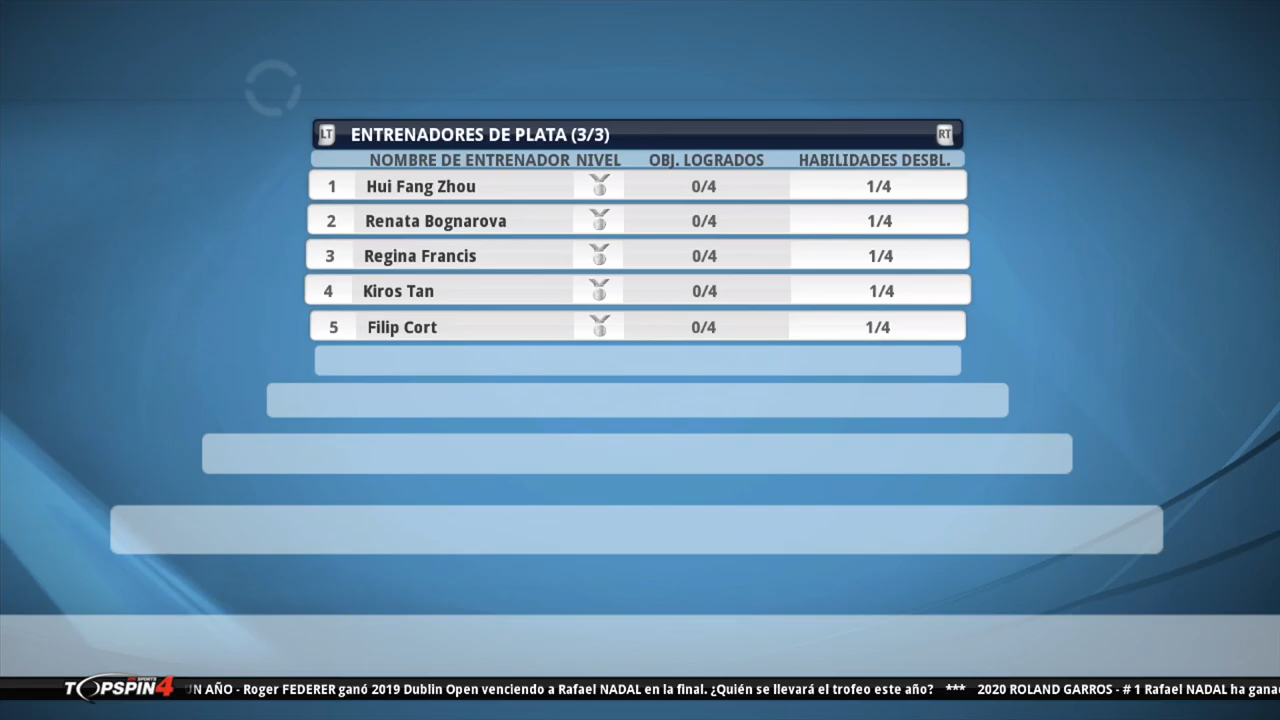 LT ENTRENADORES DE PLATA (3/3) RT
NOMBRE DE ENTRENADOR NIVEL OBJ. LOGRADOS HABILIDADES DESBL.
1 Hui Fang Zhou 0/4 1/4
2 Renata Bognarova 0/4 1/4
3 Regina Francis 0/4 1/4
4 Kiros Tan 0/4 1/4
5 Filip Cort 0/4 1/4
TOPSPIN 4 UN AÑO - Roger FEDERER ganó 2019 Dublin Open venciendo a Rafael NADAL en la final. ¿Quién se llevará el trofeo este año? *** 2020 ROLAND GARROS - # 1 Rafael NADAL ha gana